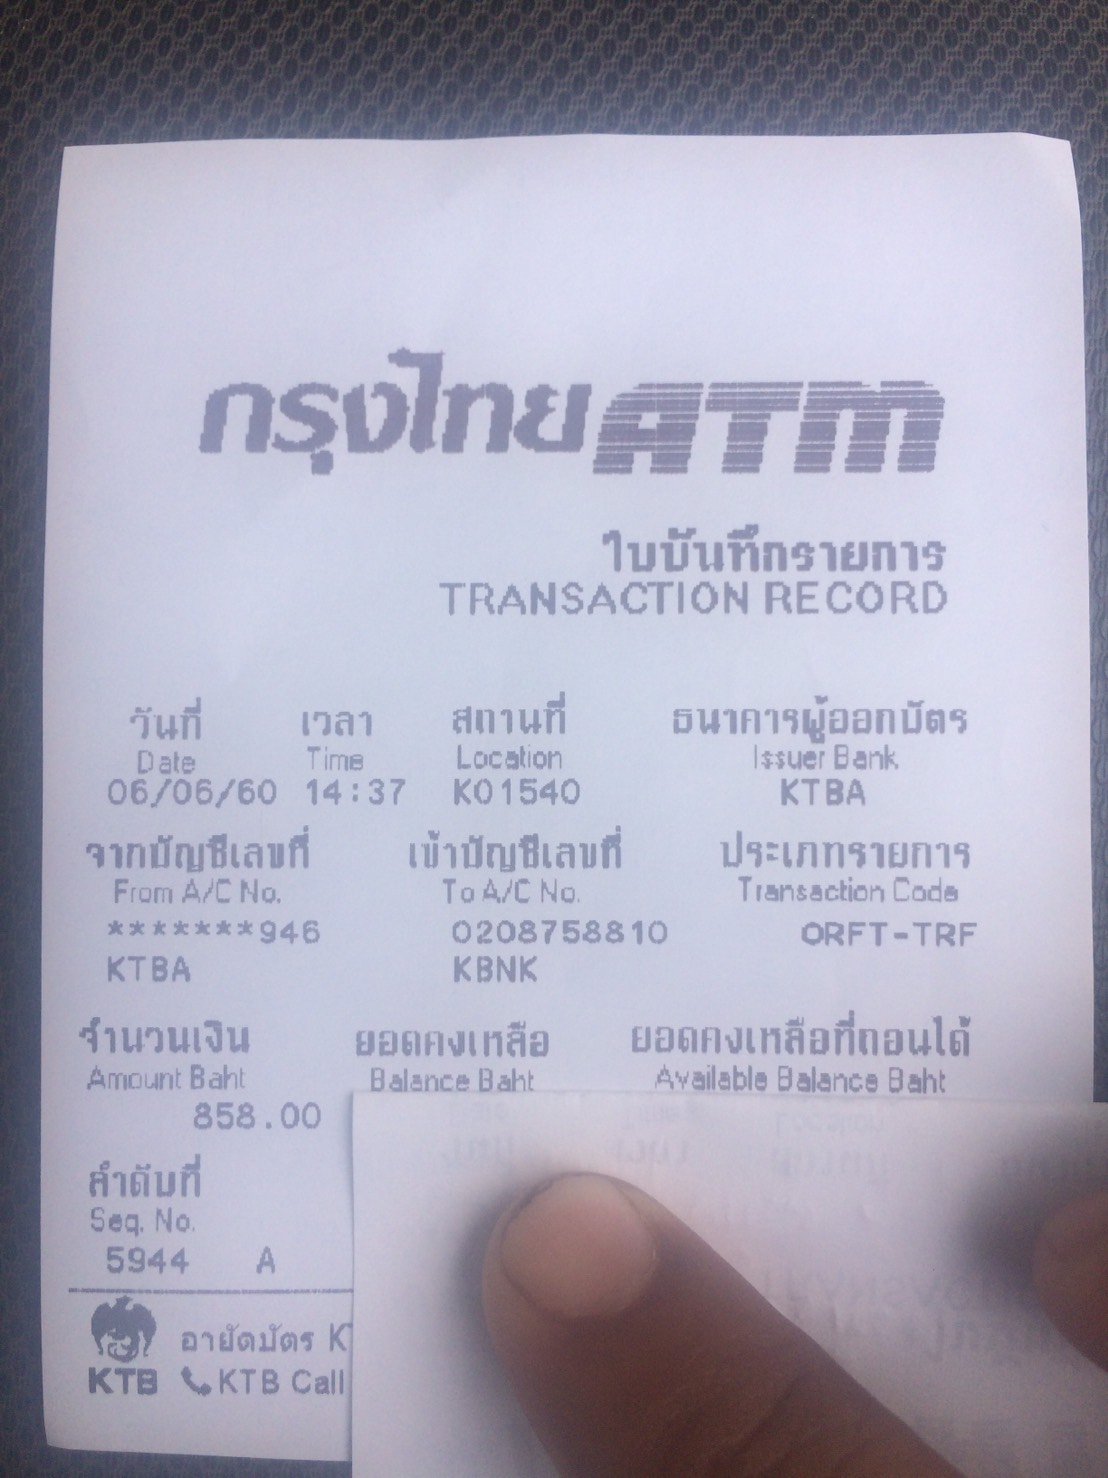 กรุงไทย ATM
ใบบันทึกรายการ
TRANSACTION RECORD
วันที่ เวลา สถานที่ ธนาคารผู้ออกบัตร
Date Time Location Issuer Bank
06/06/60 14:37 K01540 KTBA
จากบัญชีเลขที่ เข้าบัญชีเลขที่ ประเภทรายการ
From A/C No. To A/C No. Transaction Code
*******946 0208758810 ORFT-TRF
KTBA KBNK
จำนวนเงิน ยอดคงเหลือ ยอดคงเหลือที่ถอนได้
Amount Baht Balance Baht Available Balance Baht
858.00
ลำดับที่
Seq. No.
5944 A
อายัดบัตร K
KTB KTB Call